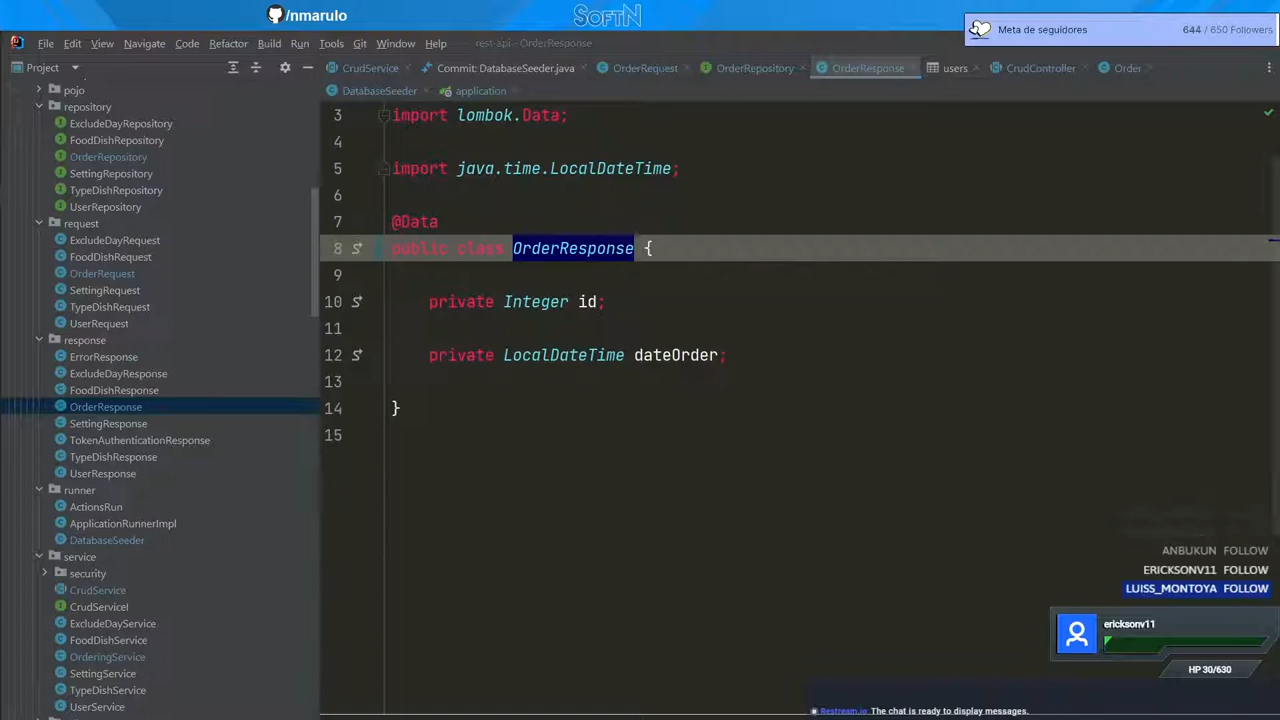 /nmarulo
SoftN
Meta de seguidores 644 / 650 Followers
File Edit View Navigate Code Refactor Build Run Tools Git Window Help rest-api - OrderResponse
Project
CrudService Commit: DatabaseSeeder.java OrderRequest OrderRepository OrderResponse users CrudController Order
DatabaseSeeder application
pojo
repository
ExcludeDayRepository
FoodDishRepository
OrderRepository
SettingRepository
TypeDishRepository
UserRepository
request
ExcludeDayRequest
FoodDishRequest
OrderRequest
SettingRequest
TypeDishRequest
UserRequest
response
ErrorResponse
ExcludeDayResponse
FoodDishResponse
OrderResponse
SettingResponse
TokenAuthenticationResponse
TypeDishResponse
UserResponse
runner
ActionsRun
ApplicationRunnerImpl
DatabaseSeeder
service
security
CrudService
CrudServiceI
ExcludeDayService
FoodDishService
OrderingService
SettingService
TypeDishService
UserService
3 import lombok.Data;
4
5 import java.time.LocalDateTime;
6
7 @Data
8 public class OrderResponse {
9
10 private Integer id;
11
12 private LocalDateTime dateOrder;
13
14 }
15
ANBUKUN FOLLOW
ERICKSONV11 FOLLOW
LUISS_MONTOYA FOLLOW
erickson​v11
HP 30/630
Restream.io The chat is ready to display messages.